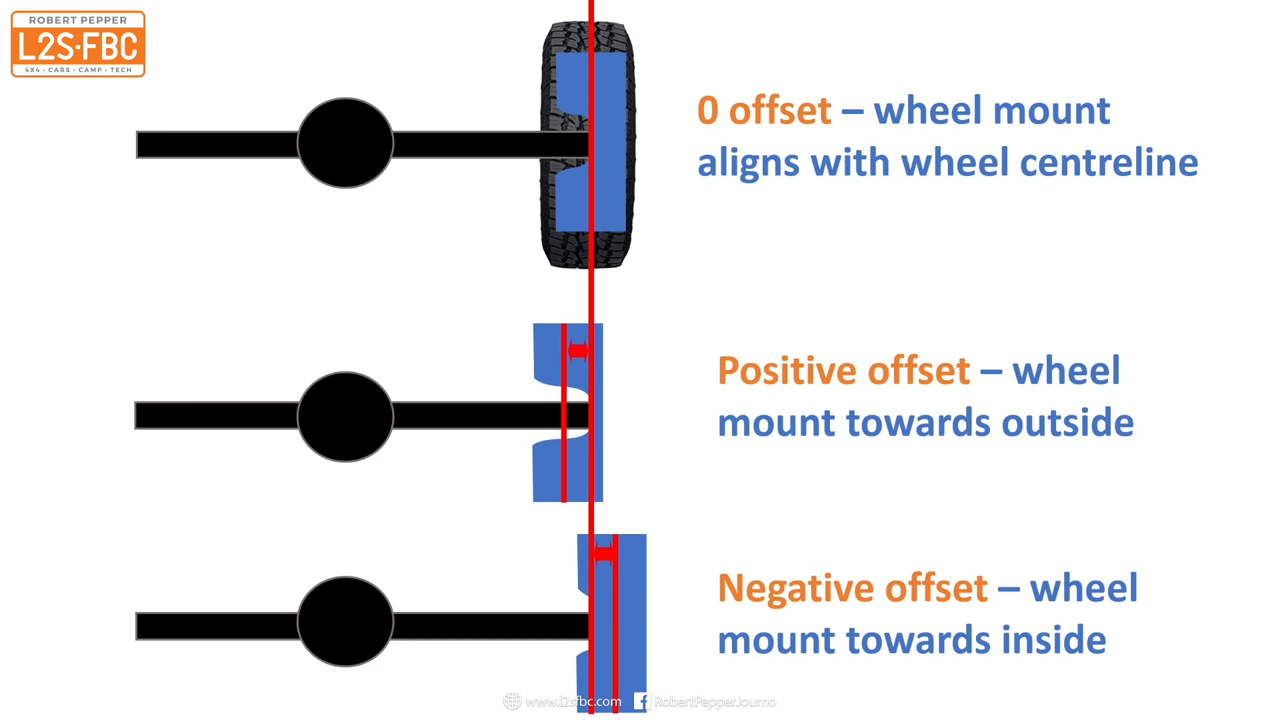 ROBERT PEPPER
L2S·FBC
4X4 • CARS • CAMP • TECH
0 offset – wheel mount
aligns with wheel centreline
Positive offset – wheel
mount towards outside
Negative offset – wheel
mount towards inside
www.l2sfbc.com RobertPepperJourno